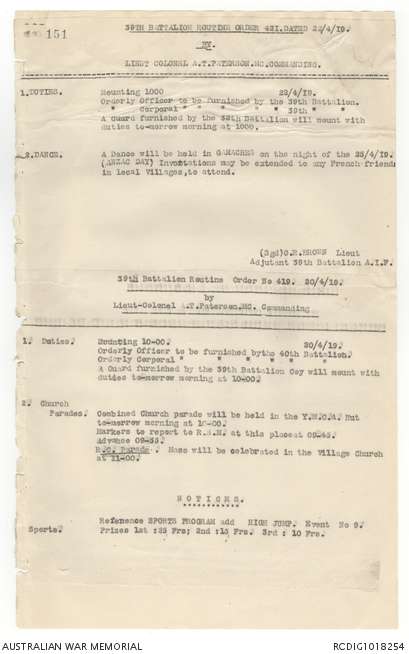 151
39TH BATTALION ROUTINE ORDER 421.DATED 22/4/19.
BY
LIEUT COLONEL A.T.PATERSON.MC.COMMANDING.
1.DUTIES. Mounting 1000 22/4/19.
Orderly Officer to be furnished by the 39th Battalion.
" Corporal " " " " " 39th " "
A Guard furnished by the 38th Battalion will mount with
duties to-morrow morning at 1000.
2.DANCE. A Dance will be held in GAMACHES on the night of the 25/4/19.
(ANZAC DAY) Invertations may be extended to any French friends
in local Villages,to attend.
(Sgd)C.R.BROWN Lieut
Adjutant 39th Battalion A.I.F.
39th Battalion Routine Order No 419. 20/4/19.
by
Lieut-Colonel A.T.Paterson,MC. Commanding
1. Duties. Mounting 10-00. 20/4/19.
Orderly Officer to be furnished bythe 40th Battalion.
Orderly Corporal " " " " " "
A Guard furnished by the 39th Battalion Coy will mount with
duties to-morrow morning at 10-00.
2. Church
Parades. Combined Church parade will be held in the Y.M.C.A. Hut
to-morrow morning at 10-00.
Markers to report to R.S.M. at this placeat 09-45.
Advance 09-55.
R.C. Parade. Mass will be celebrated in the Village Church
at 11-00.
NOTICES.
Reference SPORTS PROGRAM add HIGH JUMP. Event No 9.
Sports. Prizes 1st :25 Frs; 2nd :15 Frs. 3rd : 10 Frs.
AUSTRALIAN WAR MEMORIAL
RCDIG1018254